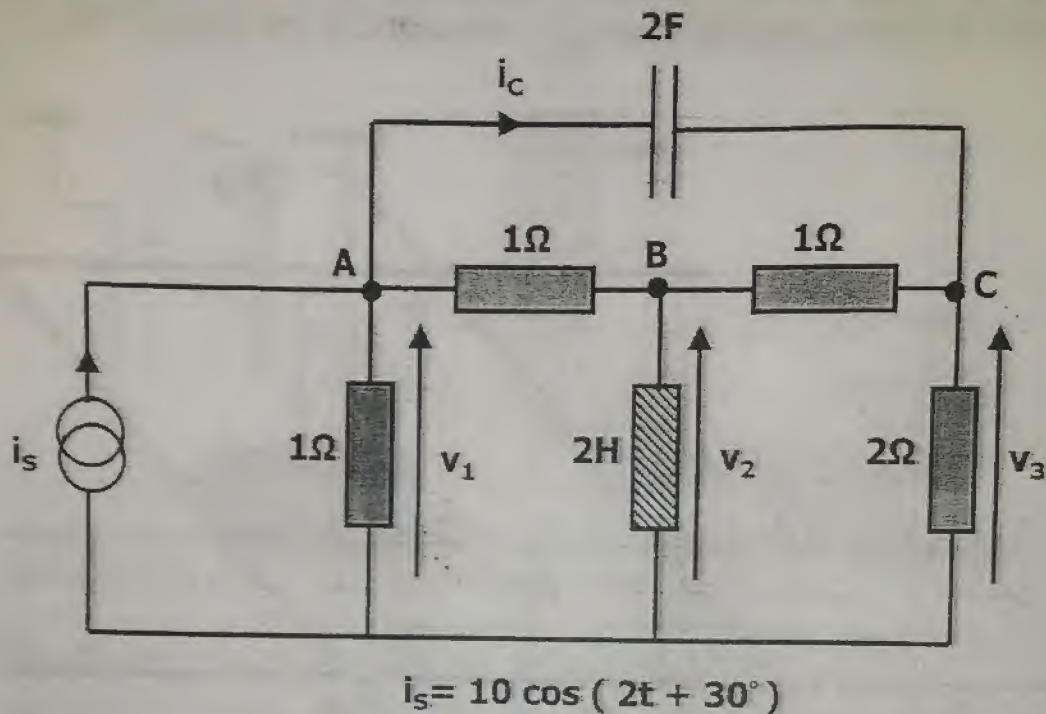 2F
i_C
1Ω
1Ω
A
B
C
i_S
1Ω
v_1
2H
v_2
2Ω
v_3
i_S= 10 cos ( 2t + 30°)